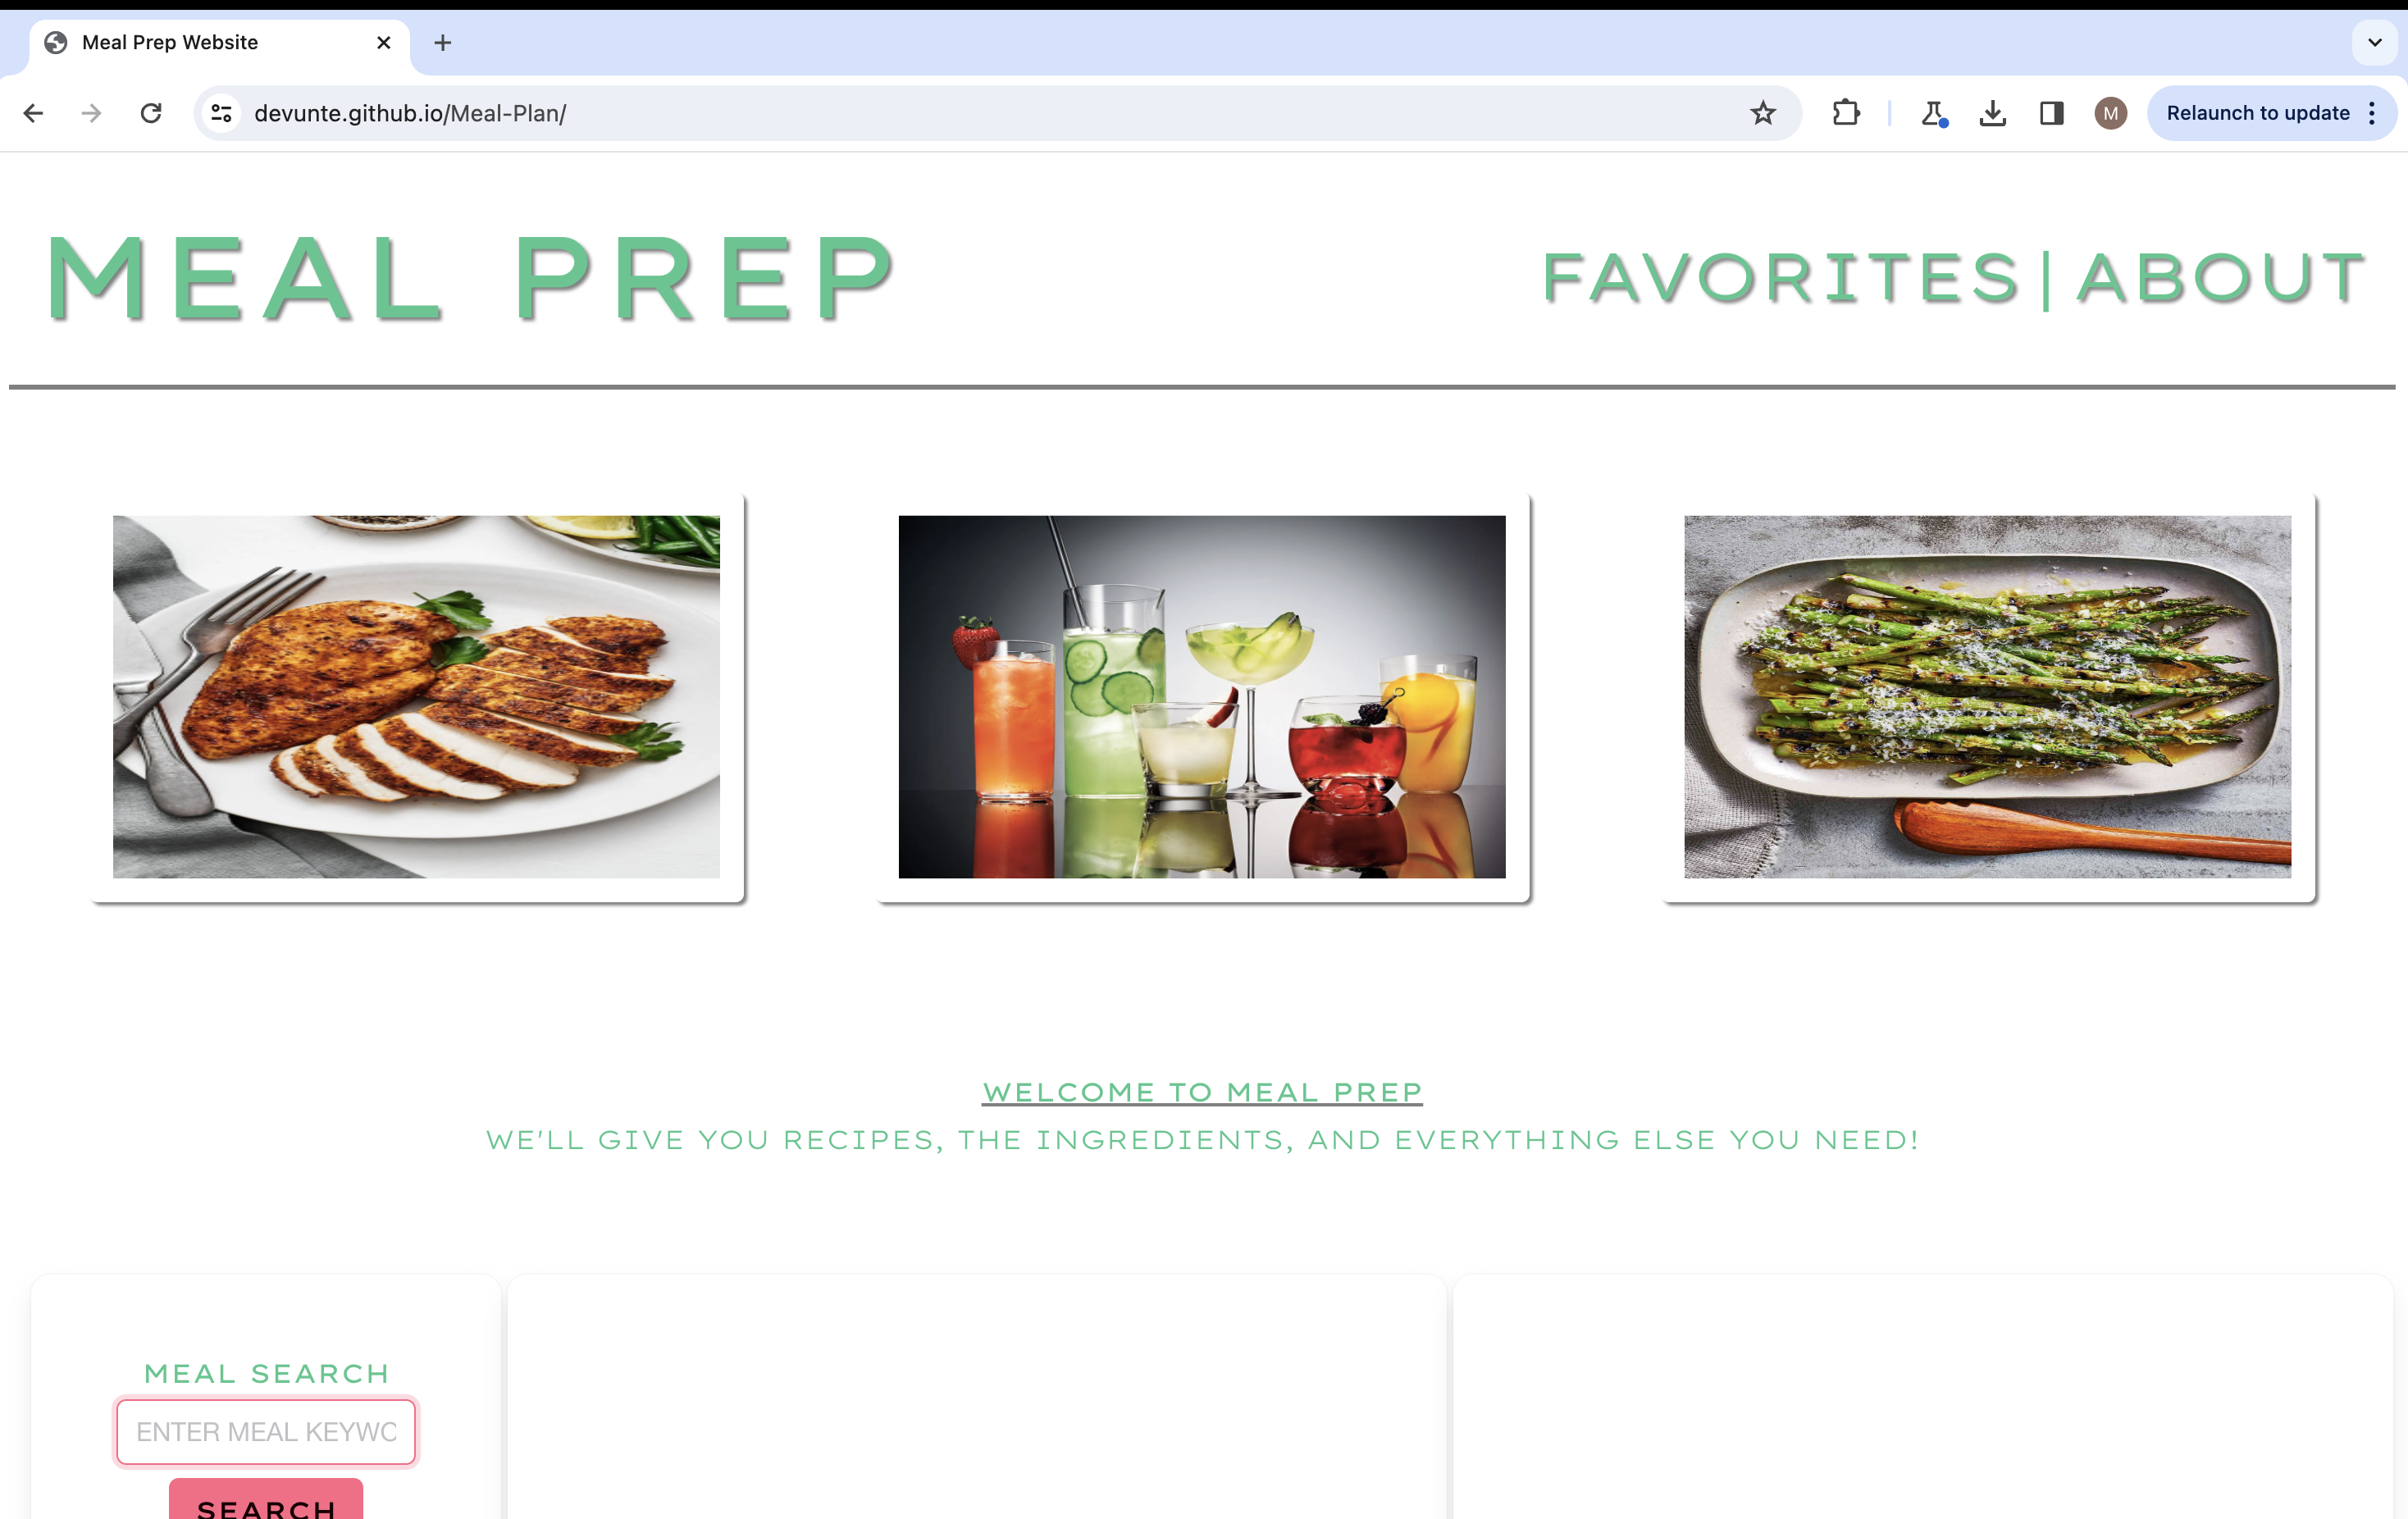 Meal Prep Website
devunte.github.io/Meal-Plan/
M
Relaunch to update
MEAL PREP
FAVORITES|ABOUT
WELCOME TO MEAL PREP
WE'LL GIVE YOU RECIPES, THE INGREDIENTS, AND EVERYTHING ELSE YOU NEED!
MEAL SEARCH
ENTER MEAL KEYWO
SEARCH